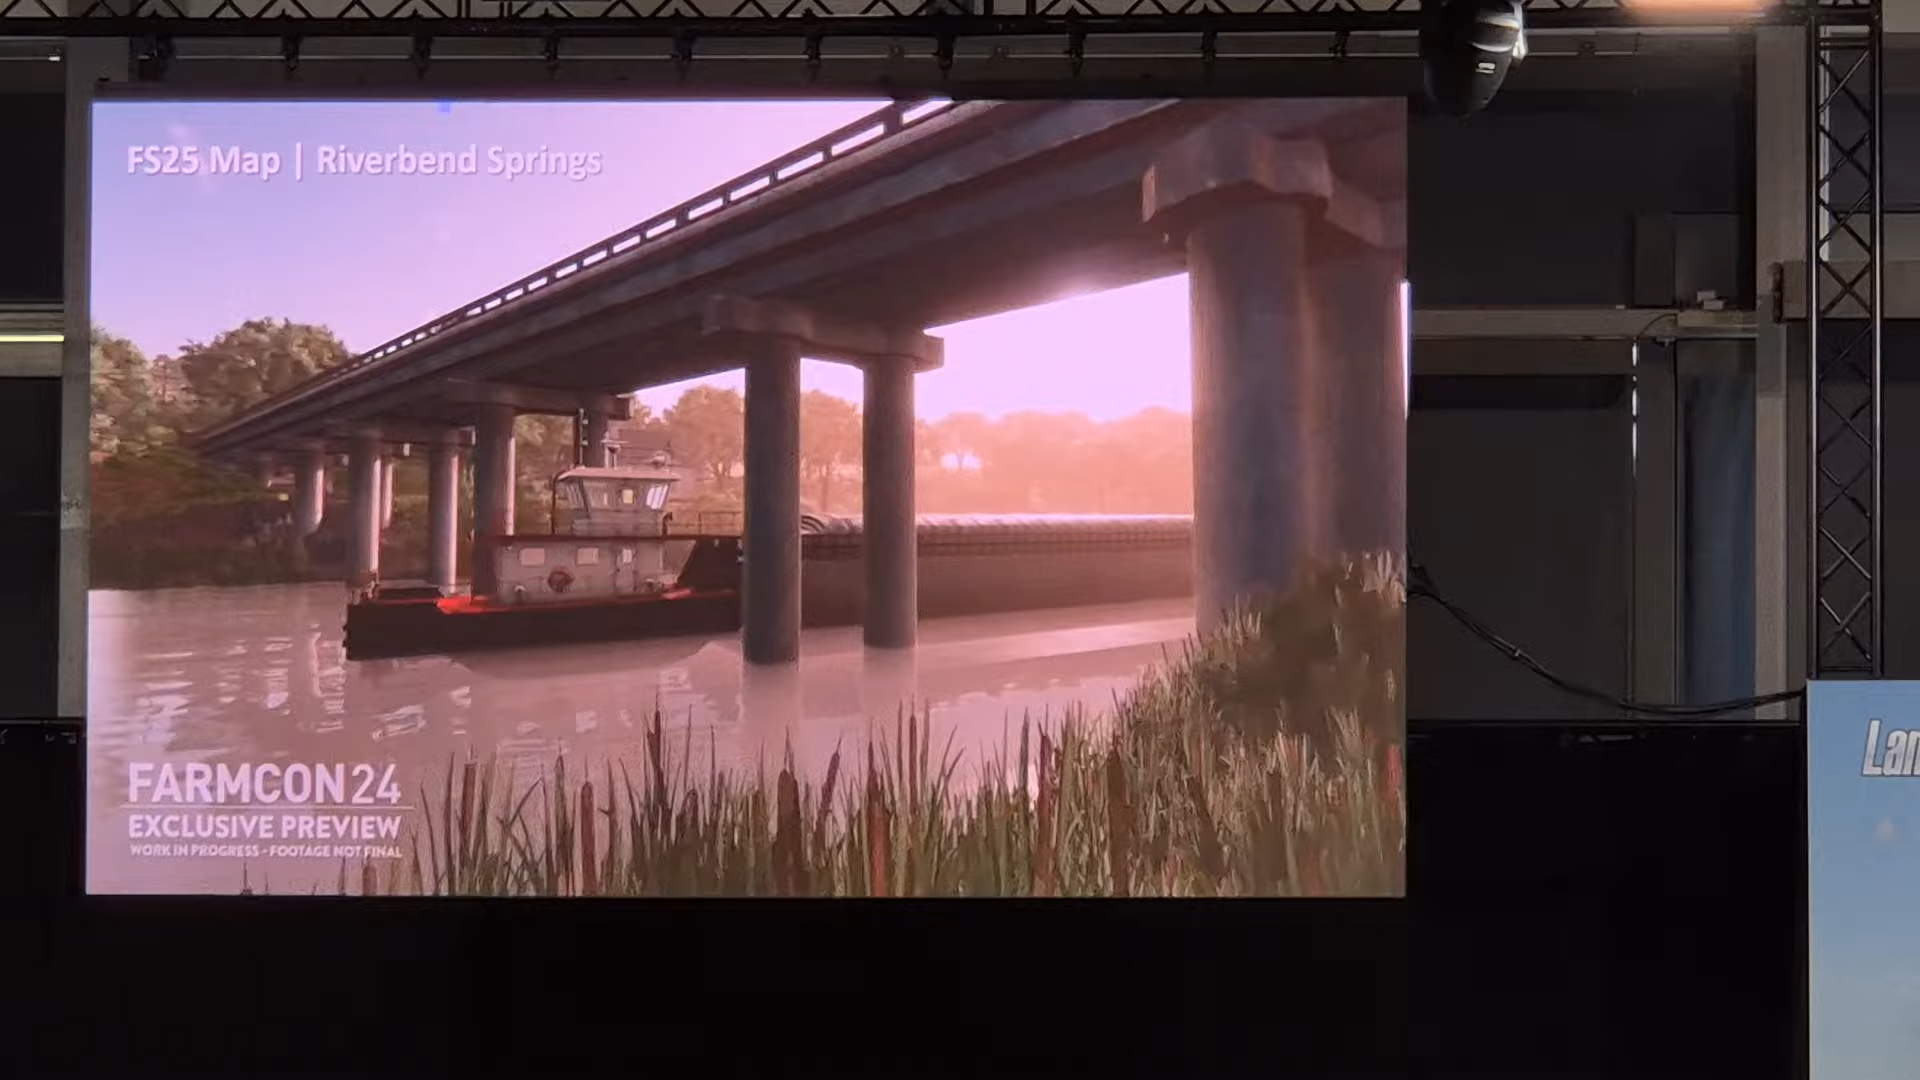 FS25 Map | Riverbend Springs
FARMCON24
EXCLUSIVE PREVIEW
WORK IN PROGRESS - FOOTAGE NOT FINAL